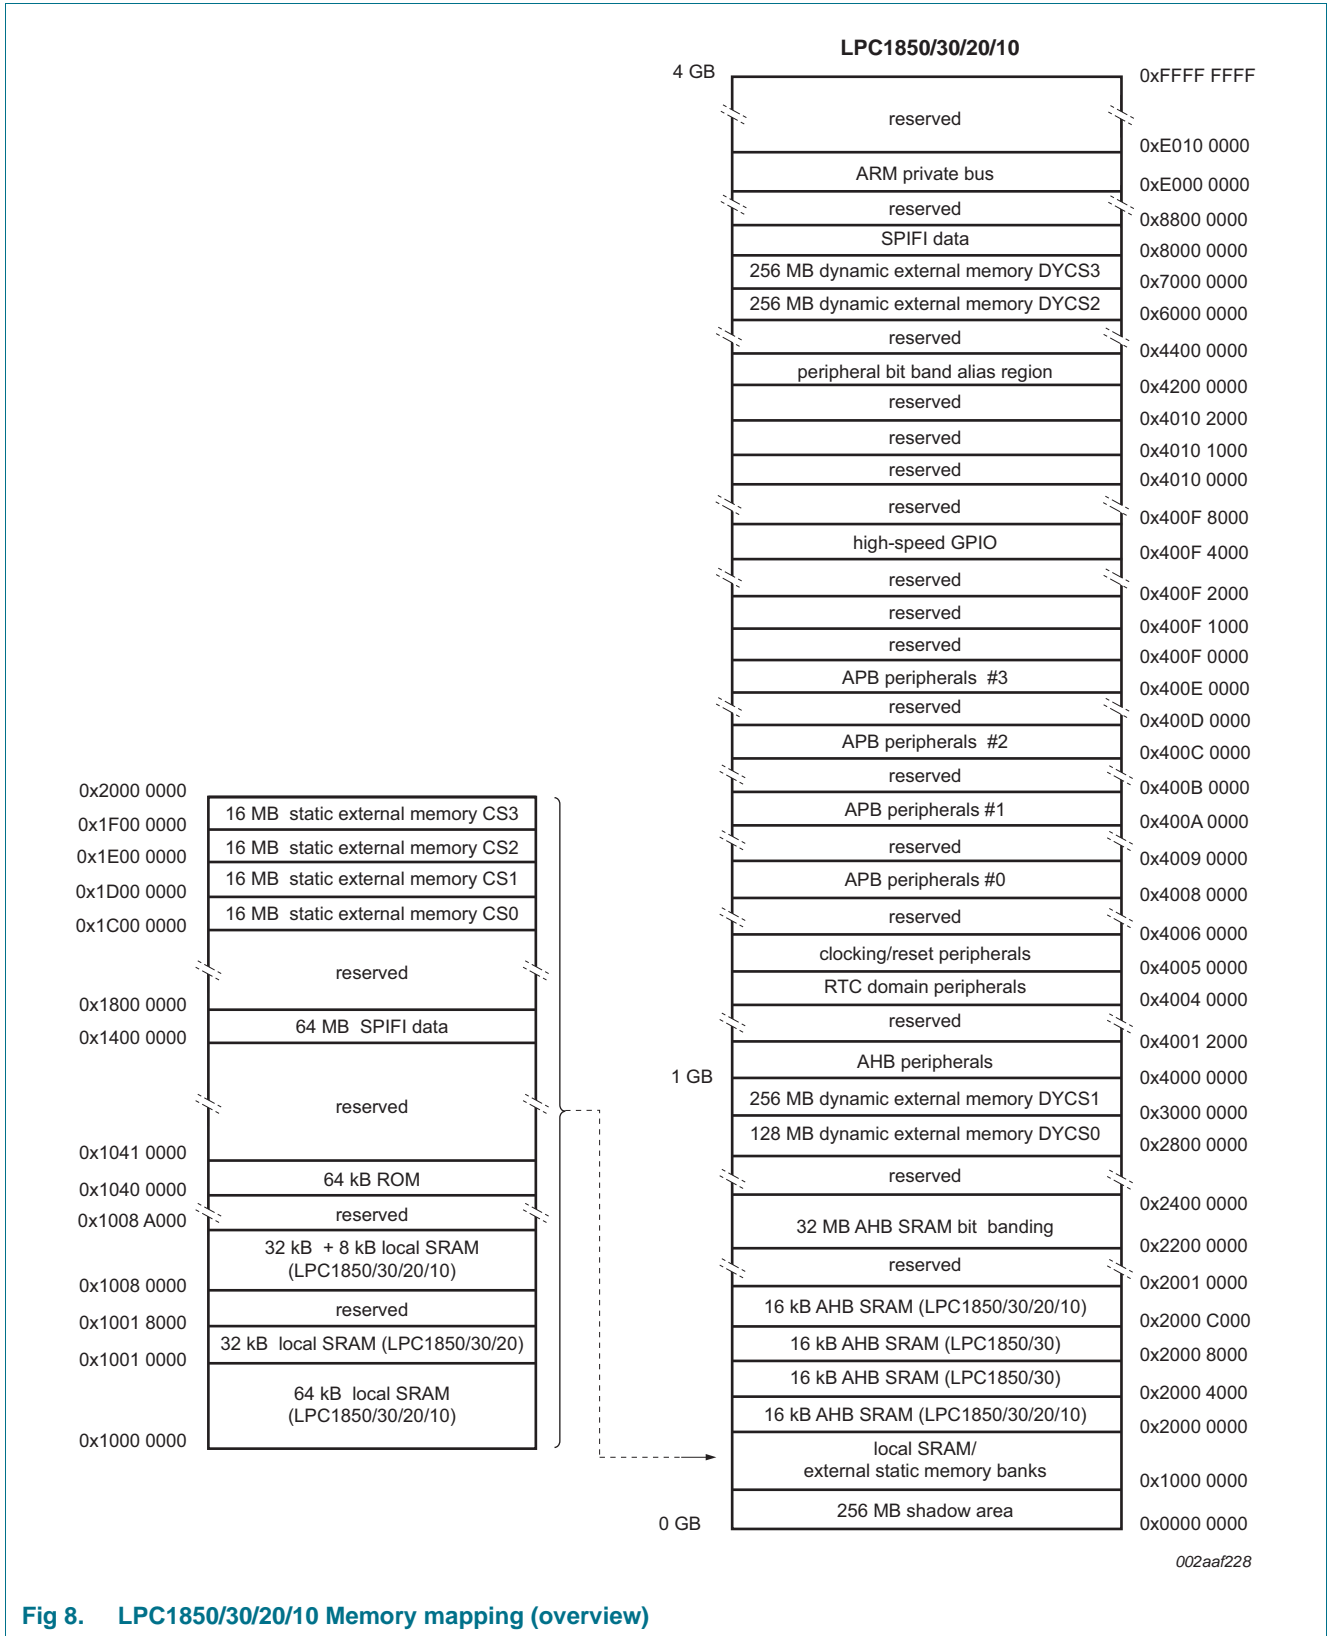 LPC1850/30/20/10
4 GB
0xFFFF FFFF
reserved
0xE010 0000
ARM private bus
0xE000 0000
reserved
0x8800 0000
SPIFI data
0x8000 0000
256 MB dynamic external memory DYCS3
0x7000 0000
256 MB dynamic external memory DYCS2
0x6000 0000
reserved
0x4400 0000
peripheral bit band alias region
0x4200 0000
reserved
0x4010 2000
reserved
0x4010 1000
reserved
0x4010 0000
reserved
0x400F 8000
high-speed GPIO
0x400F 4000
reserved
0x400F 2000
reserved
0x400F 1000
reserved
0x400F 0000
APB peripherals #3
0x400E 0000
reserved
0x400D 0000
APB peripherals #2
0x400C 0000
reserved
0x400B 0000
APB peripherals #1
0x400A 0000
reserved
0x4009 0000
APB peripherals #0
0x4008 0000
reserved
0x4006 0000
clocking/reset peripherals
0x4005 0000
RTC domain peripherals
0x4004 0000
reserved
0x4001 2000
AHB peripherals
1 GB
0x4000 0000
256 MB dynamic external memory DYCS1
0x3000 0000
128 MB dynamic external memory DYCS0
0x2800 0000
reserved
0x2400 0000
32 MB AHB SRAM bit banding
0x2200 0000
reserved
0x2001 0000
16 kB AHB SRAM (LPC1850/30/20/10)
0x2000 C000
16 kB AHB SRAM (LPC1850/30)
0x2000 8000
16 kB AHB SRAM (LPC1850/30)
0x2000 4000
16 kB AHB SRAM (LPC1850/30/20/10)
0x2000 0000
local SRAM/
external static memory banks
0x1000 0000
256 MB shadow area
0 GB
0x0000 0000
0x2000 0000
16 MB static external memory CS3
0x1F00 0000
16 MB static external memory CS2
0x1E00 0000
16 MB static external memory CS1
0x1D00 0000
16 MB static external memory CS0
0x1C00 0000
reserved
0x1800 0000
64 MB SPIFI data
0x1400 0000
reserved
0x1041 0000
64 kB ROM
0x1040 0000
reserved
0x1008 A000
32 kB + 8 kB local SRAM
(LPC1850/30/20/10)
0x1008 0000
reserved
0x1001 8000
32 kB local SRAM (LPC1850/30/20)
0x1001 0000
64 kB local SRAM
(LPC1850/30/20/10)
0x1000 0000
002aaf228
Fig 8. LPC1850/30/20/10 Memory mapping (overview)